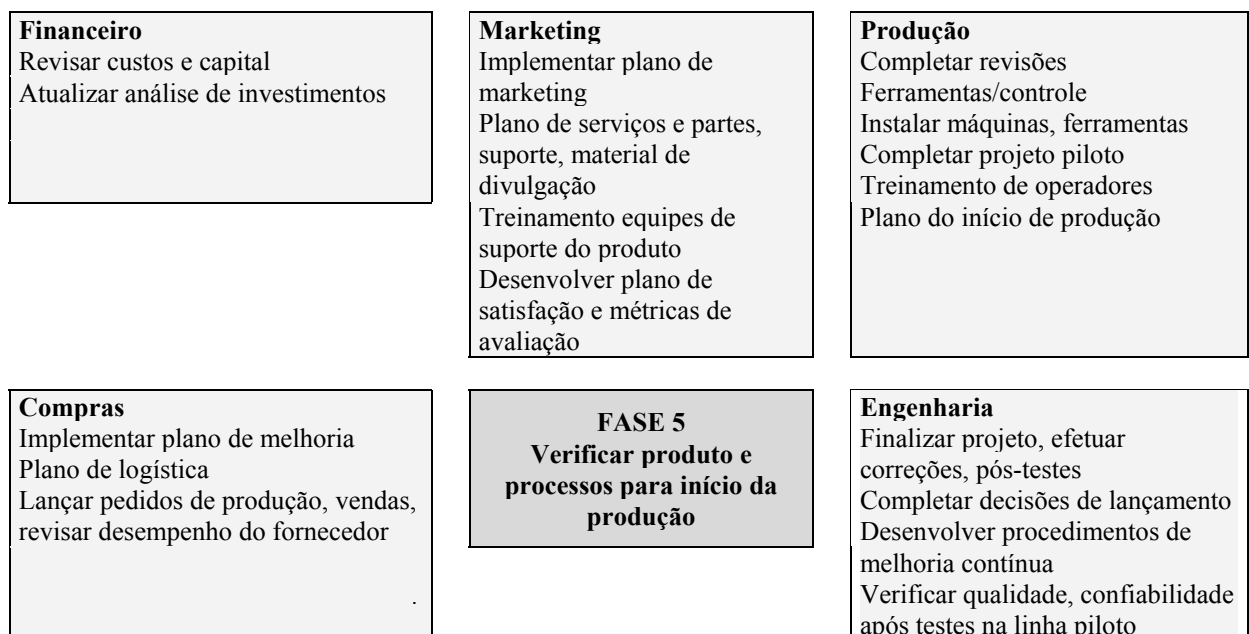 Financeiro
Revisar custos e capital
Atualizar análise de investimentos
Marketing
Implementar plano de
marketing
Plano de serviços e partes,
suporte, material de
divulgação
Treinamento equipes de
suporte do produto
Desenvolver plano de
satisfação e métricas de
avaliação
Produção
Completar revisões
Ferramentas/controle
Instalar máquinas, ferramentas
Completar projeto piloto
Treinamento de operadores
Plano do início de produção
Compras
Implementar plano de melhoria
Plano de logística
Lançar pedidos de produção, vendas,
revisar desempenho do fornecedor
.
FASE 5
Verificar produto e
processos para início da
produção
Engenharia
Finalizar projeto, efetuar
correções, pós-testes
Completar decisões de lançamento
Desenvolver procedimentos de
melhoria contínua
Verificar qualidade, confiabilidade
após testes na linha piloto